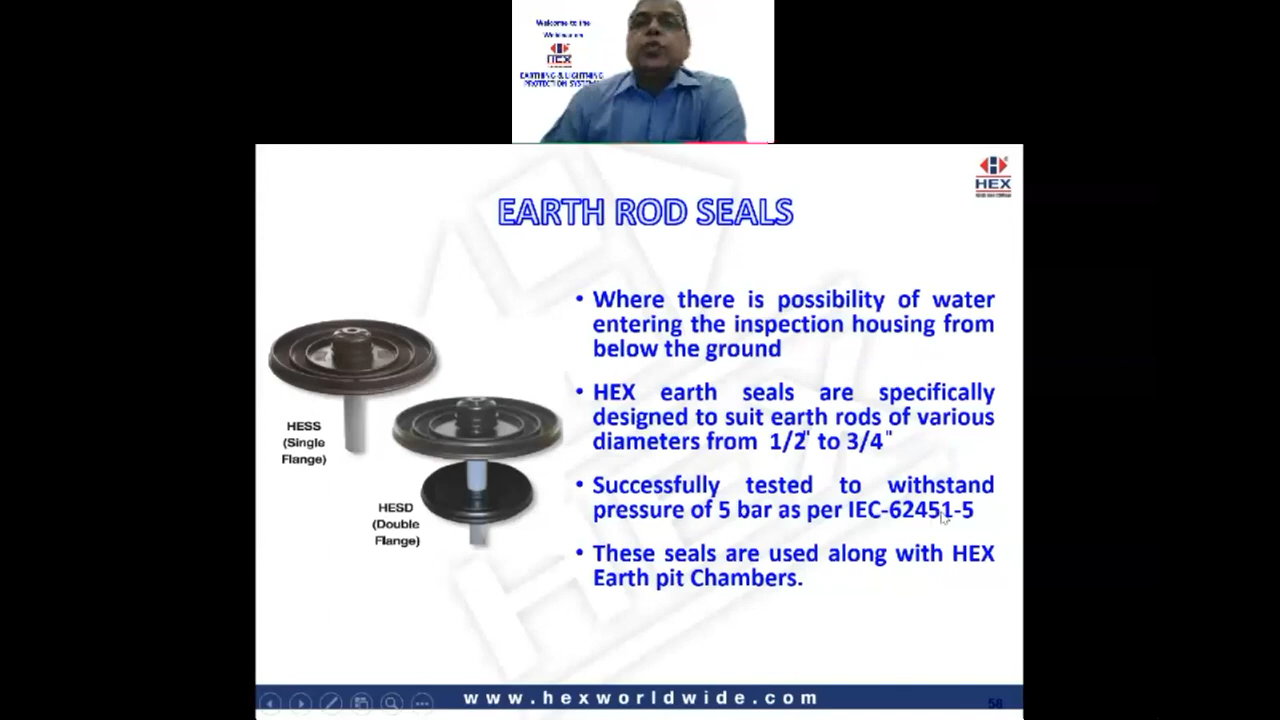 Welcome to the
Webinar on
HEX
EARTHING & LIGHTNING
PROTECTION SYSTEM
HEX
EARTH ROD SEALS
• Where there is possibility of water
entering the inspection housing from
below the ground
• HEX earth seals are specifically
designed to suit earth rods of various
diameters from 1/2" to 3/4"
• Successfully tested to withstand
pressure of 5 bar as per IEC-62451-5
• These seals are used along with HEX
Earth pit Chambers.
HESS
(Single
Flange)
HESD
(Double
Flange)
www.hexworldwide.com
58